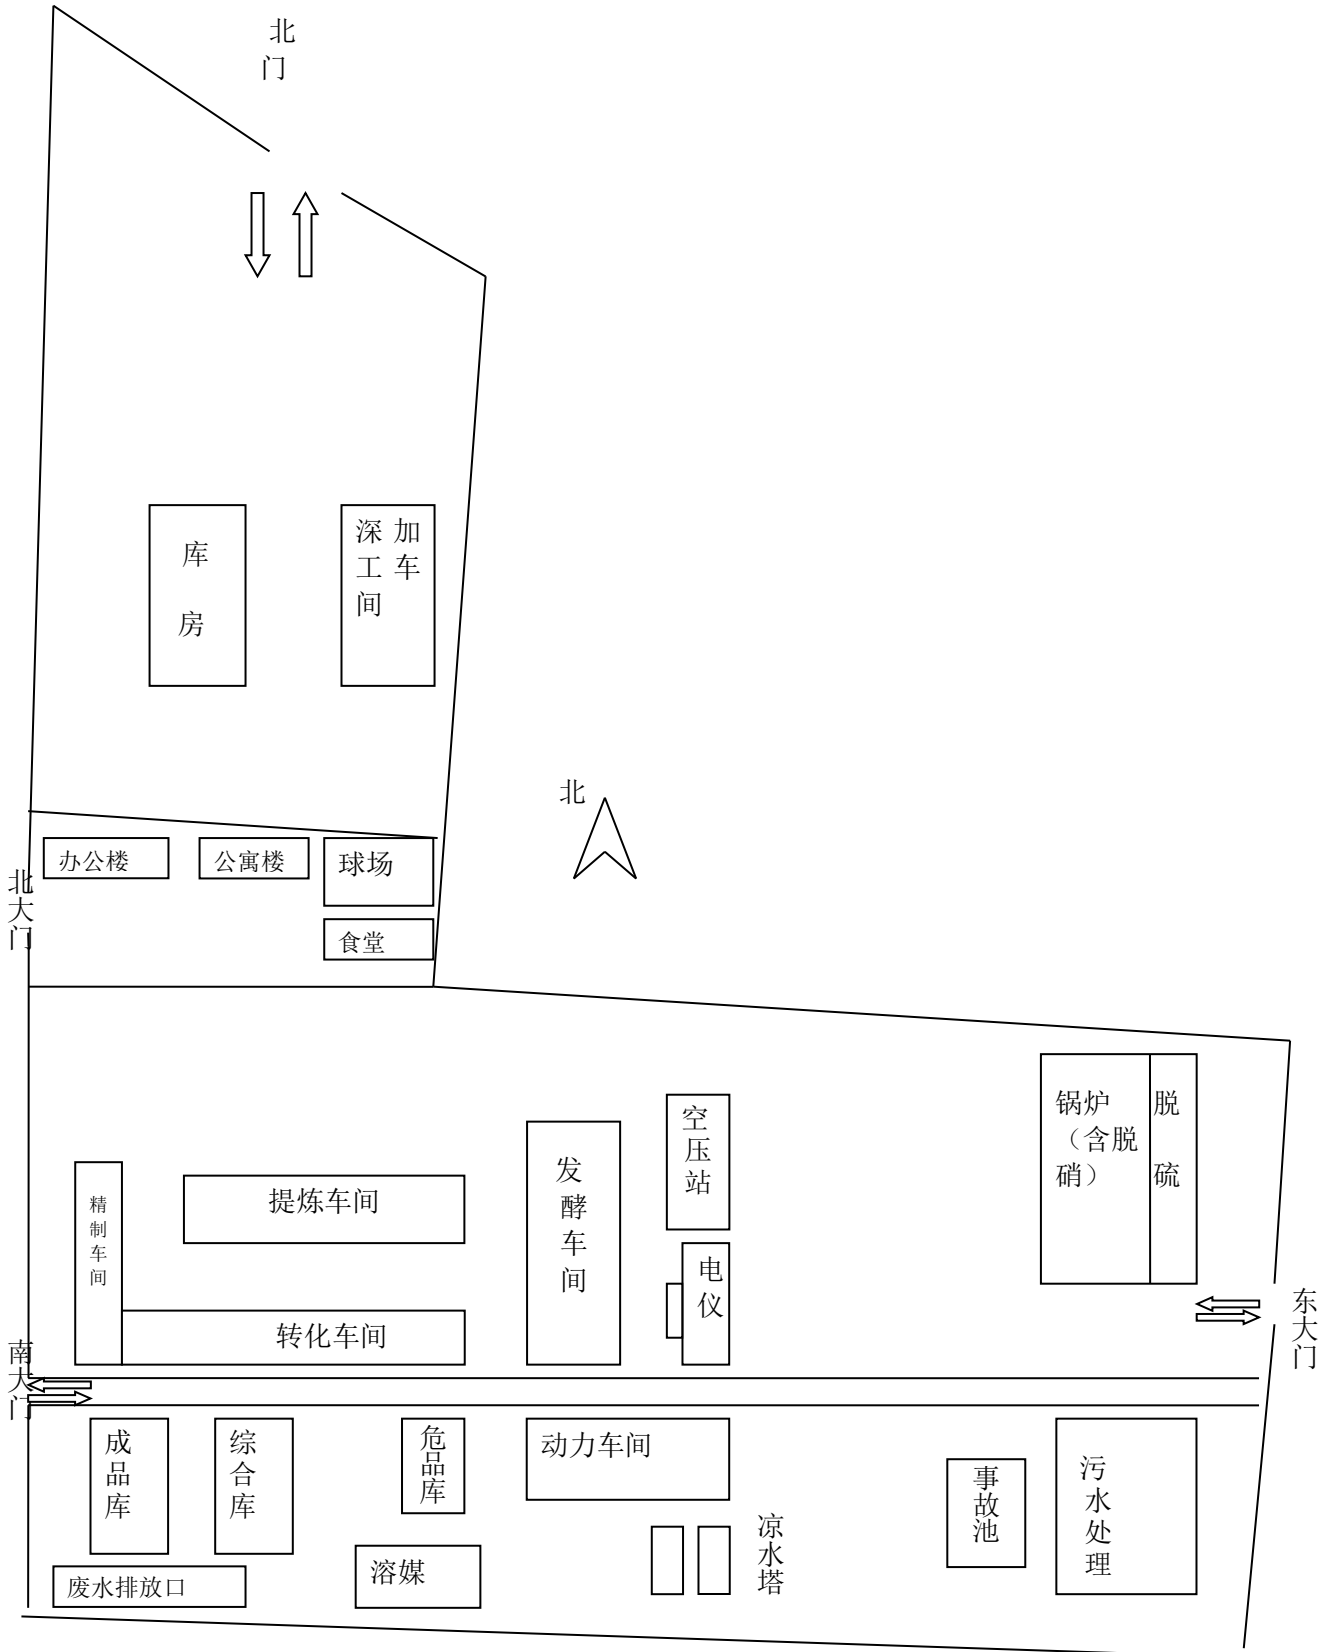 北
门
库
房
深 加
工 车
间
北
办公楼
公寓楼
球场
北大门
食堂
锅炉
（含脱
硝）
脱
硫
空压站
发酵车间
精制车间
提炼车间
电仪
转化车间
东大门
南大门
成品库
综合库
危品库
动力车间
事故池
污水处理
凉水塔
溶媒
废水排放口